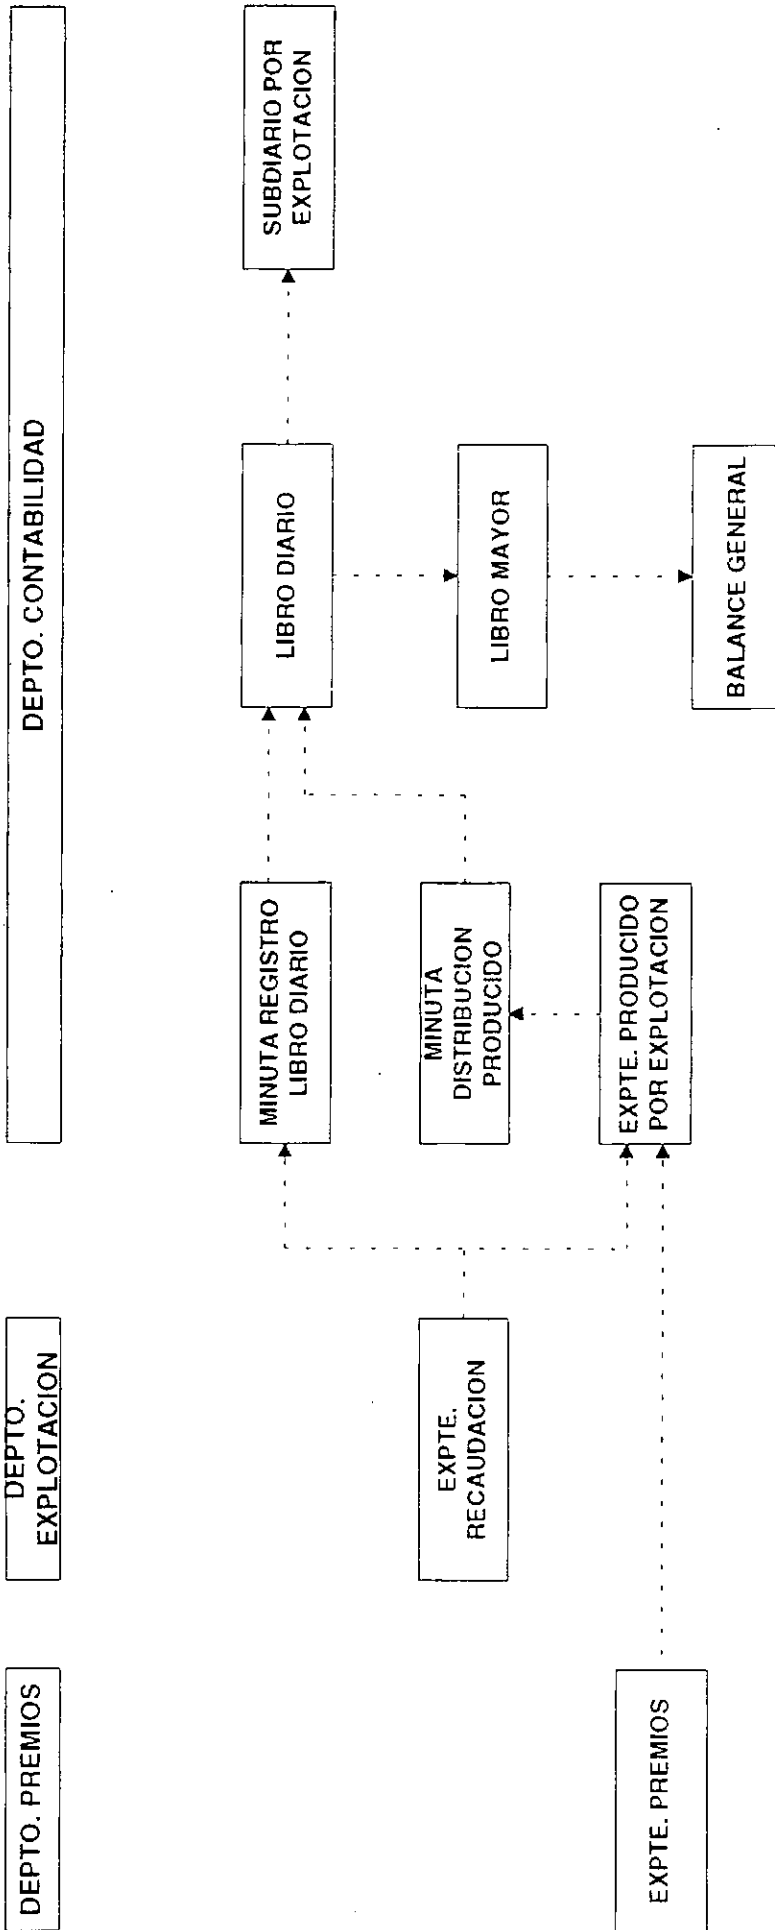 DEPTO. PREMIOS
DEPTO.
EXPLOTACION
DEPTO. CONTABILIDAD
MINUTA REGISTRO
LIBRO DIARIO
LIBRO DIARIO
SUBDIARIO POR
EXPLOTACION
EXPTE.
RECAUDACION
MINUTA
DISTRIBUCION
PRODUCIDO
LIBRO MAYOR
EXPTE. PREMIOS
EXPTE. PRODUCIDO
POR EXPLOTACION
BALANCE GENERAL